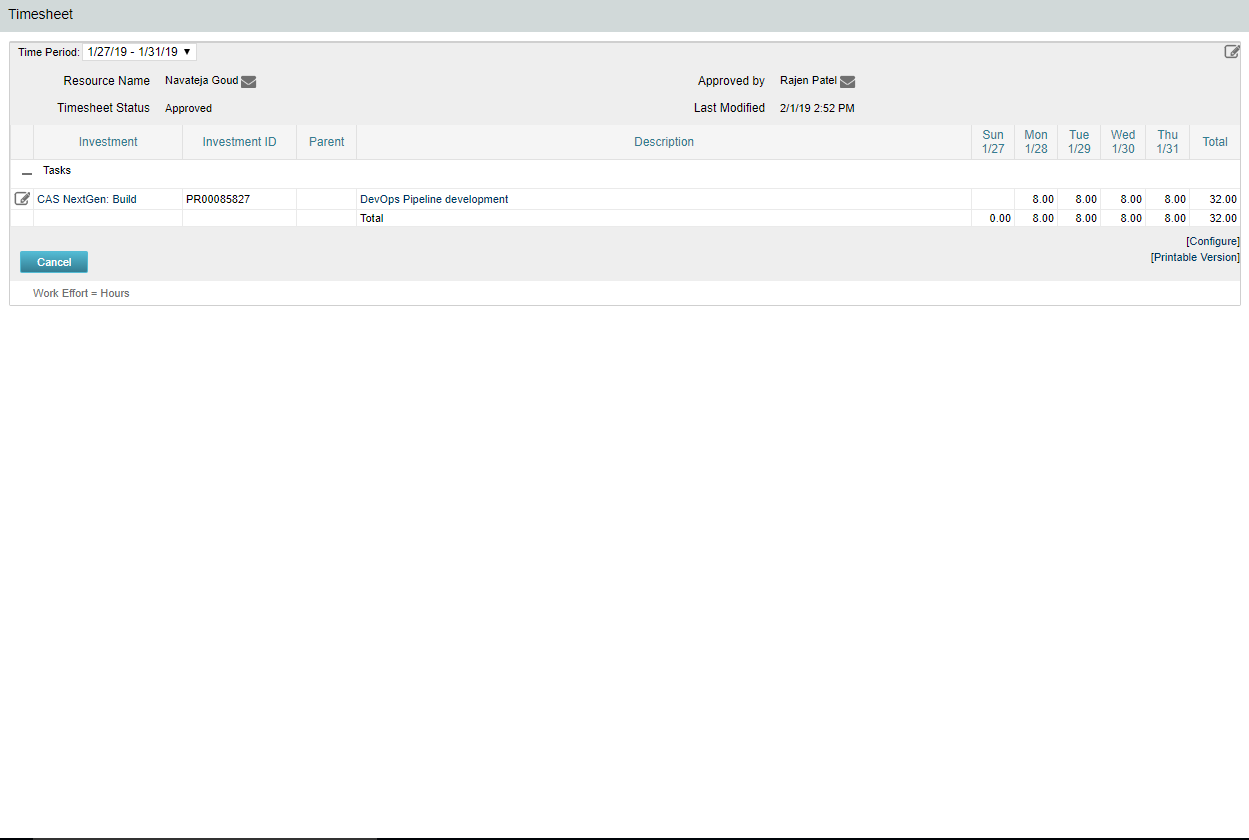 Timesheet
Time Period: 1/27/19 - 1/31/19
Resource Name Navateja Goud Approved by Rajen Patel
Timesheet Status Approved Last Modified 2/1/19 2:52 PM
Investment Investment ID Parent Description Sun 1/27 Mon 1/28 Tue 1/29 Wed 1/30 Thu 1/31 Total
Tasks
CAS NextGen: Build PR00085827 DevOps Pipeline development 8.00 8.00 8.00 8.00 32.00
Total 0.00 8.00 8.00 8.00 8.00 32.00
[Configure]
[Printable Version]
Cancel
Work Effort = Hours